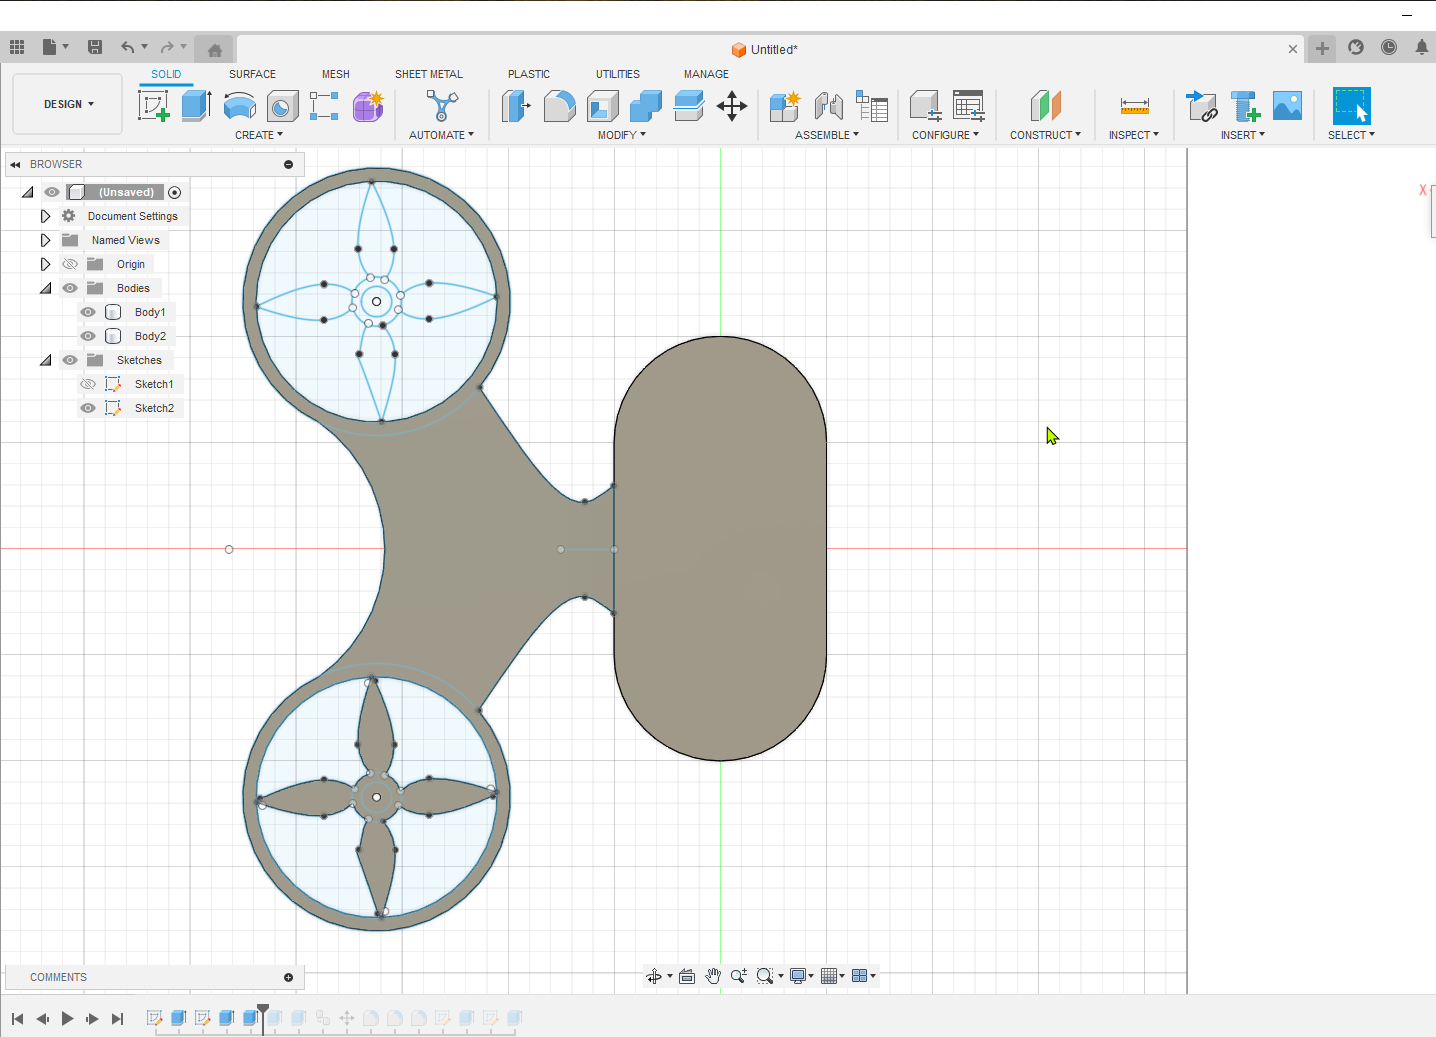 Untitled*
SOLID SURFACE MESH SHEET METAL PLASTIC UTILITIES MANAGE
DESIGN
CREATE AUTOMATE MODIFY ASSEMBLE CONFIGURE CONSTRUCT INSPECT INSERT SELECT
BROWSER
(Unsaved)
Document Settings
Named Views
Origin
Bodies
Body1
Body2
Sketches
Sketch1
Sketch2
X
COMMENTS